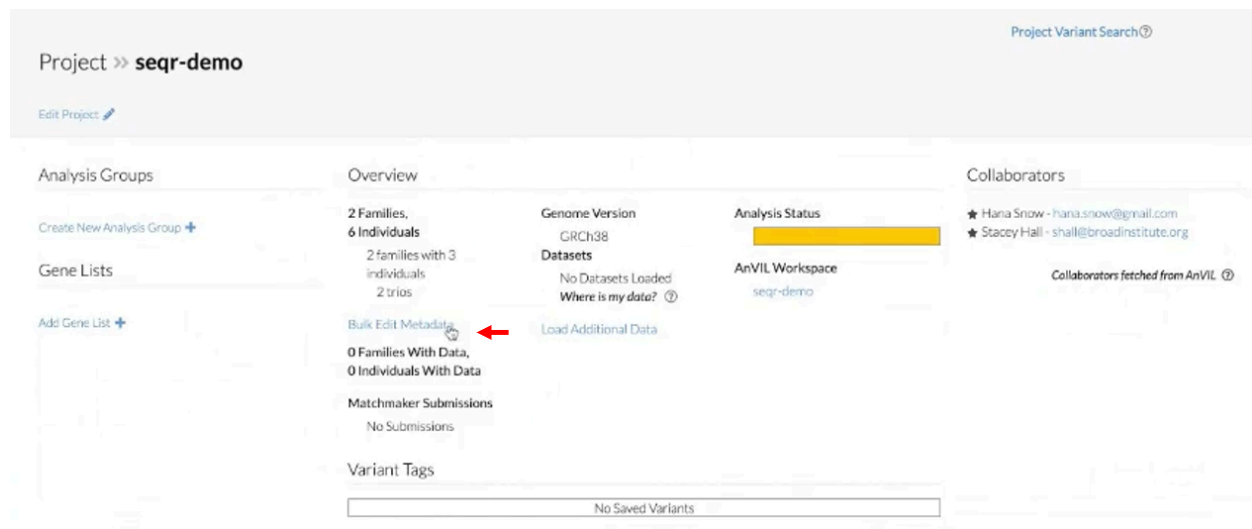 Project Variant Search ?
Project » seqr-demo
Edit Project
Analysis Groups
Create New Analysis Group +
Gene Lists
Add Gene List +
Overview
2 Families,
6 Individuals
2 families with 3
individuals
2 trios
Bulk Edit Metadata
0 Families With Data,
0 Individuals With Data
Matchmaker Submissions
No Submissions
Genome Version
GRCh38
Datasets
No Datasets Loaded
Where is my data? ?
Load Additional Data
Analysis Status
AnVIL Workspace
seqr-demo
Variant Tags
No Saved Variants
Collaborators
★ Hana Snow - hana.snow@gmail.com
★ Stacey Hall - shall@broadinstitute.org
Collaborators fetched from AnVIL ?